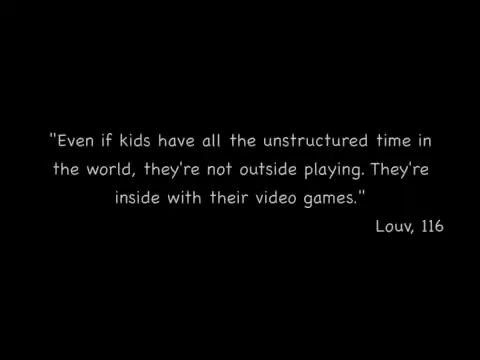 "Even if kids have all the unstructured time in
the world, they're not outside playing. They're
inside with their video games."
Louv, 116